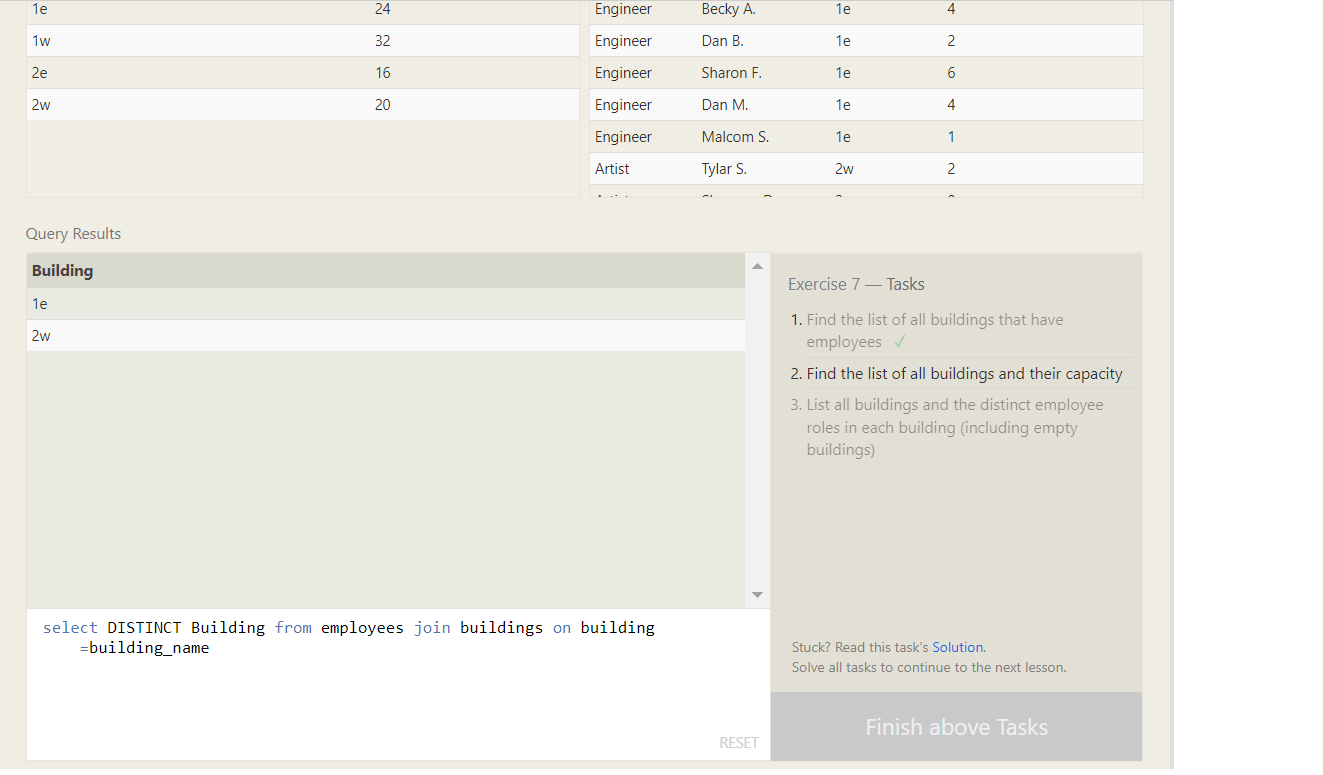 1e 24
1w 32
2e 16
2w 20
Engineer Becky A. 1e 4
Engineer Dan B. 1e 2
Engineer Sharon F. 1e 6
Engineer Dan M. 1e 4
Engineer Malcom S. 1e 1
Artist Tylar S. 2w 2
Query Results
Building
1e
2w
Exercise 7 — Tasks
1. Find the list of all buildings that have
employees ✓
2. Find the list of all buildings and their capacity
3. List all buildings and the distinct employee
roles in each building (including empty
buildings)
select DISTINCT Building from employees join buildings on building
=building_name
RESET
Stuck? Read this task's Solution.
Solve all tasks to continue to the next lesson.
Finish above Tasks